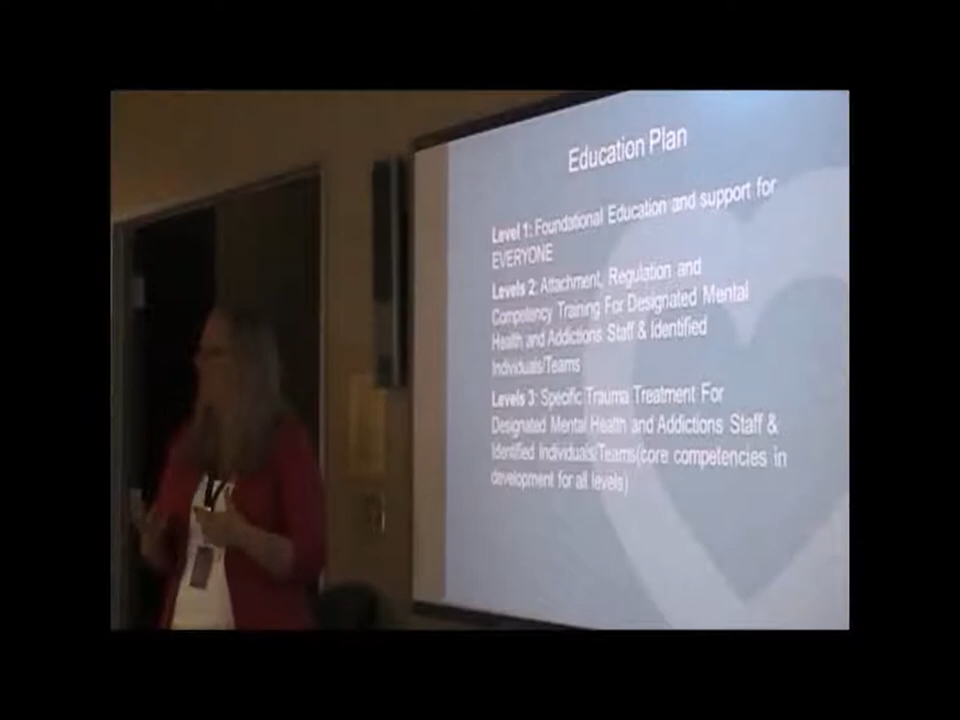 Education Plan
Level 1: Foundational Education and support for
EVERYONE
Levels 2: Attachment, Regulation and
Competency Training For Designated Mental
Health and Addictions Staff & Identified
Individuals/Teams
Levels 3: Specific Trauma Treatment For
Designated Mental Health and Addictions Staff &
Identified Individuals/Teams(core competencies in
development for all levels)